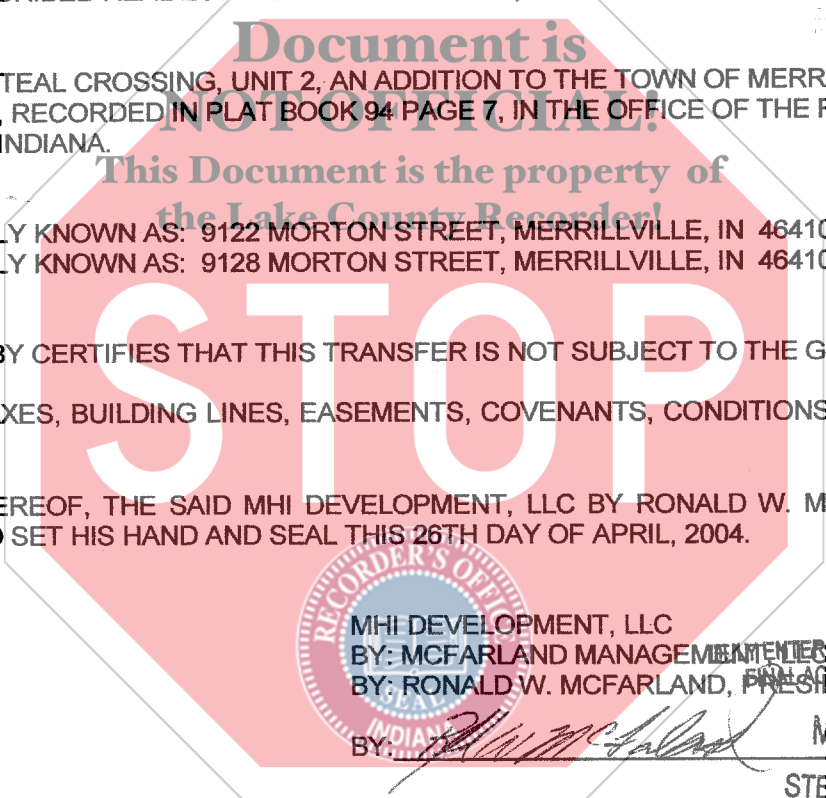 Document is
TEAL CROSSING, UNIT 2, AN ADDITION TO THE TOWN OF MERR
NOT OFFICIAL!
, RECORDED IN PLAT BOOK 94 PAGE 7, IN THE OFFICE OF THE
INDIANA.
This Document is the property of
the Lake County Recorder!
LY KNOWN AS: 9122 MORTON STREET, MERRILLVILLE, IN 46410
LY KNOWN AS: 9128 MORTON STREET, MERRILLVILLE, IN 46410
STOP
BY CERTIFIES THAT THIS TRANSFER IS NOT SUBJECT TO THE G
XES, BUILDING LINES, EASEMENTS, COVENANTS, CONDITIONS
EREOF, THE SAID MHI DEVELOPMENT, LLC BY RONALD W. M
SET HIS HAND AND SEAL THIS 26TH DAY OF APRIL, 2004.
RECORDER'S OFFICE
SEAL
INDIANA
MHI DEVELOPMENT, LLC
BY: MCFARLAND MANAGEMENT, LLC
BY: RONALD W. MCFARLAND, PRESI
BY:
STE